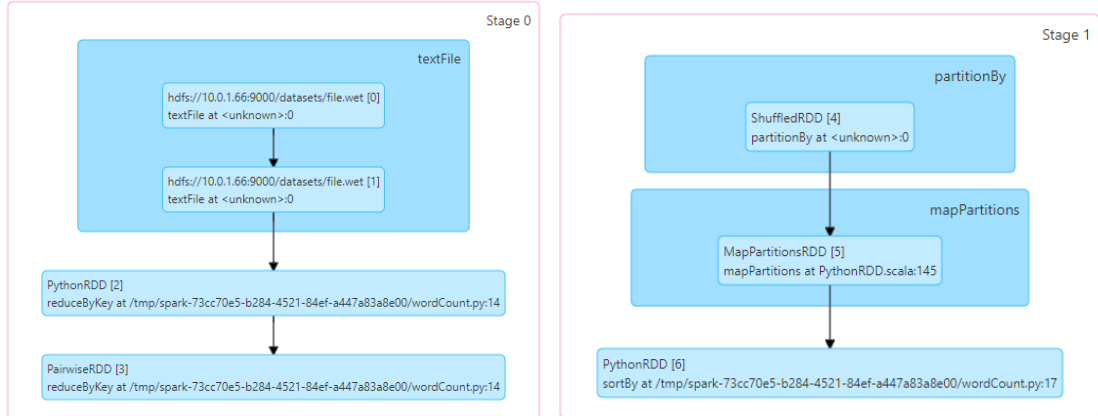 Stage 0
textFile
hdfs://10.0.1.66:9000/datasets/file.wet [0]
textFile at <unknown>:0
hdfs://10.0.1.66:9000/datasets/file.wet [1]
textFile at <unknown>:0
PythonRDD [2]
reduceByKey at /tmp/spark-73cc70e5-b284-4521-84ef-a447a83a8e00/wordCount.py:14
PairwiseRDD [3]
reduceByKey at /tmp/spark-73cc70e5-b284-4521-84ef-a447a83a8e00/wordCount.py:14
Stage 1
partitionBy
ShuffledRDD [4]
partitionBy at <unknown>:0
mapPartitions
MapPartitionsRDD [5]
mapPartitions at PythonRDD.scala:145
PythonRDD [6]
sortBy at /tmp/spark-73cc70e5-b284-4521-84ef-a447a83a8e00/wordCount.py:17